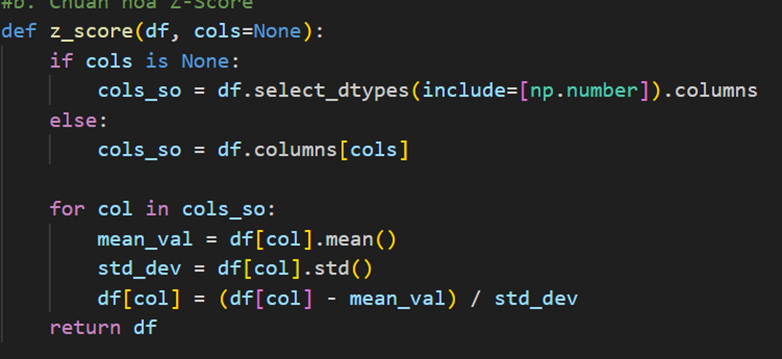 #b. Chuẩn hóa Z-Score
def z_score(df, cols=None):
    if cols is None:
        cols_so = df.select_dtypes(include=[np.number]).columns
    else:
        cols_so = df.columns[cols]

    for col in cols_so:
        mean_val = df[col].mean()
        std_dev = df[col].std()
        df[col] = (df[col] - mean_val) / std_dev
    return df